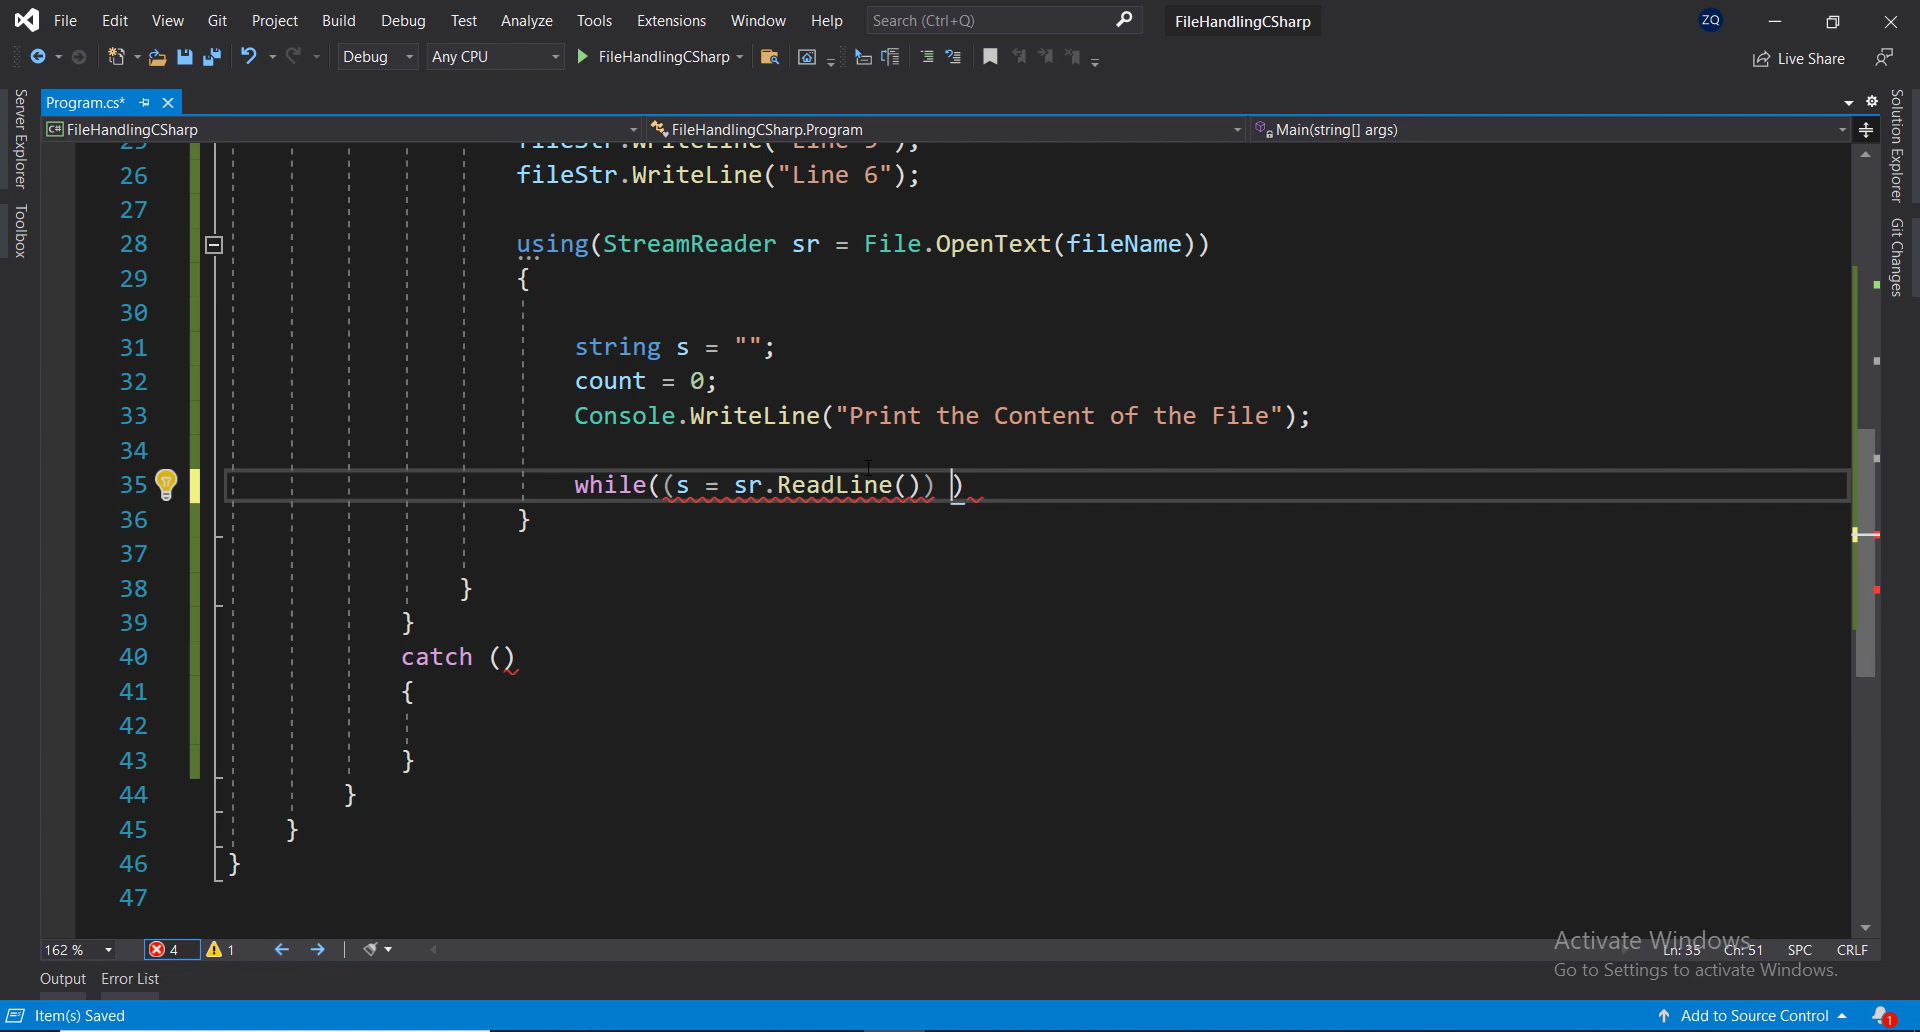 File Edit View Git Project Build Debug Test Analyze Tools Extensions Window Help Search (Ctrl+Q) FileHandlingCSharp ZQ
Debug Any CPU FileHandlingCSharp Live Share
Server Explorer
Toolbox
Solution Explorer
Git Changes
Program.cs*
C# FileHandlingCSharp FileHandlingCSharp.Program Main(string[] args)
26 fileStr.WriteLine("Line 6");
27
28 using(StreamReader sr = File.OpenText(fileName))
29 {
30
31 string s = "";
32 count = 0;
33 Console.WriteLine("Print the Content of the File");
34
35 while((s = sr.ReadLine()) )
36 }
37
38 }
39 }
40 catch ()
41 {
42
43 }
44 }
45 }
46 }
47
162 % 4 1 Ln: 35 Ch: 51 SPC CRLF
Activate Windows
Go to Settings to activate Windows.
Output Error List
Item(s) Saved Add to Source Control 1